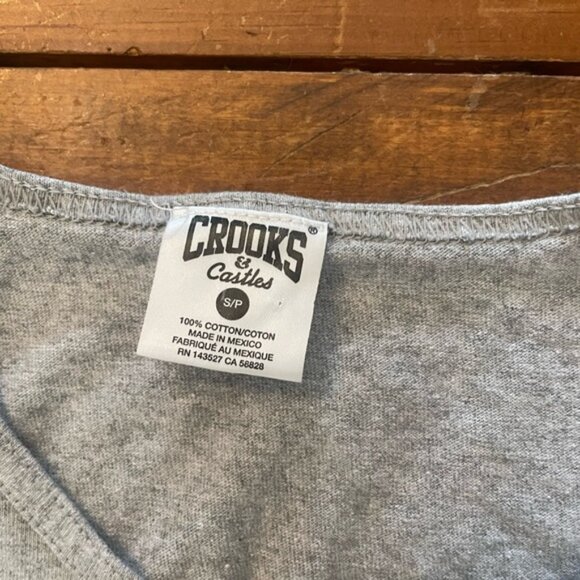 CROOKS®
&
Castles
S/P
100% COTTON/COTON
MADE IN MEXICO
FABRIQUÉ AU MEXIQUE
RN 143527 CA 56828